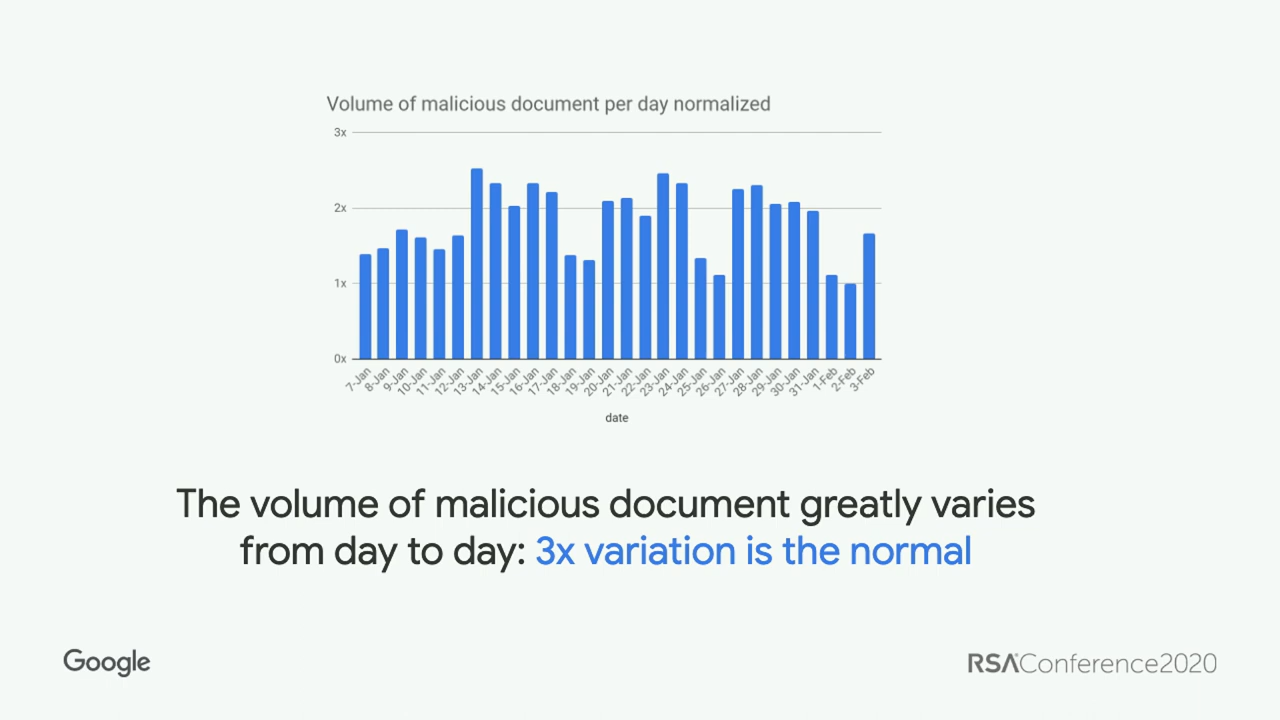 Volume of malicious document per day normalized
3x
2x
1x
0x
7-Jan
8-Jan
9-Jan
10-Jan
11-Jan
12-Jan
13-Jan
14-Jan
15-Jan
16-Jan
17-Jan
18-Jan
19-Jan
20-Jan
21-Jan
22-Jan
23-Jan
24-Jan
25-Jan
26-Jan
27-Jan
28-Jan
29-Jan
30-Jan
31-Jan
1-Feb
2-Feb
3-Feb
date
The volume of malicious document greatly varies
from day to day: 3x variation is the normal
Google
RSAConference2020